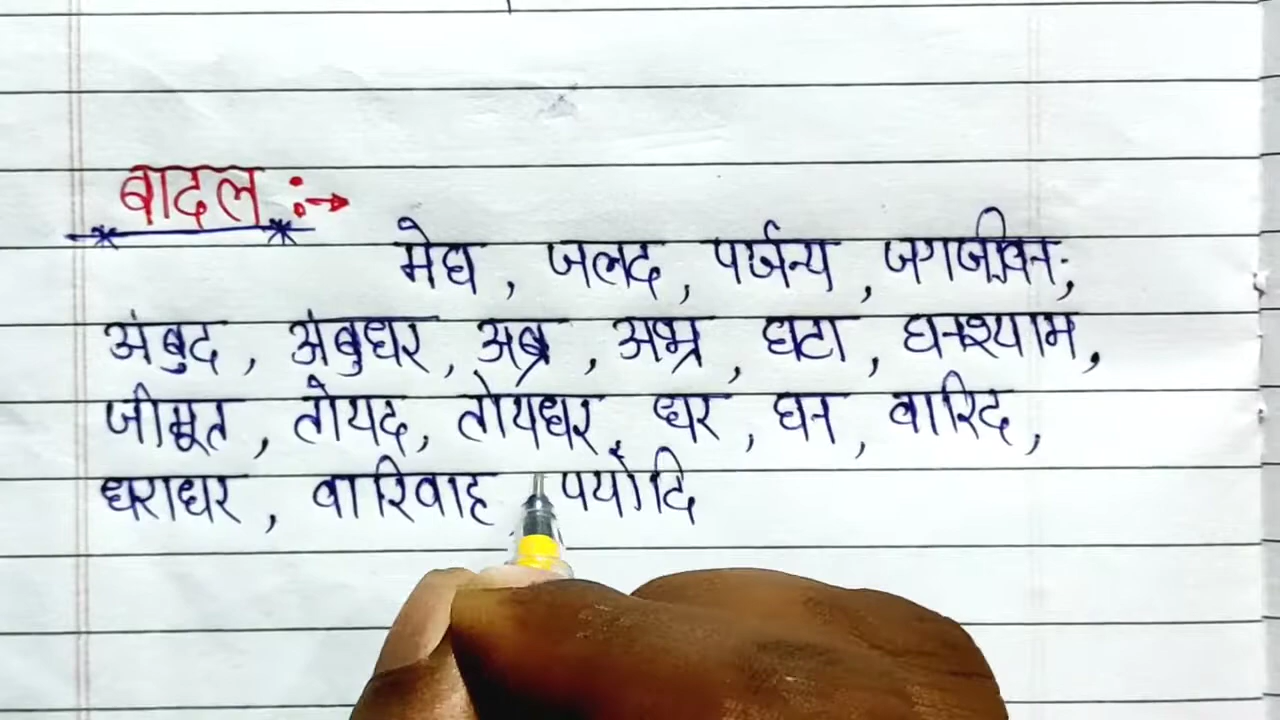 बादल :→
मेघ , जलद , पर्जन्य , जगजीवन ,
अंबुद , अंबुधर , अब्र , अभ्र , घटा , घनश्याम ,
जीमूत , तोयद , तोयधर , धर , घन , वारिद ,
धराधर , वारिवाह पयोदि